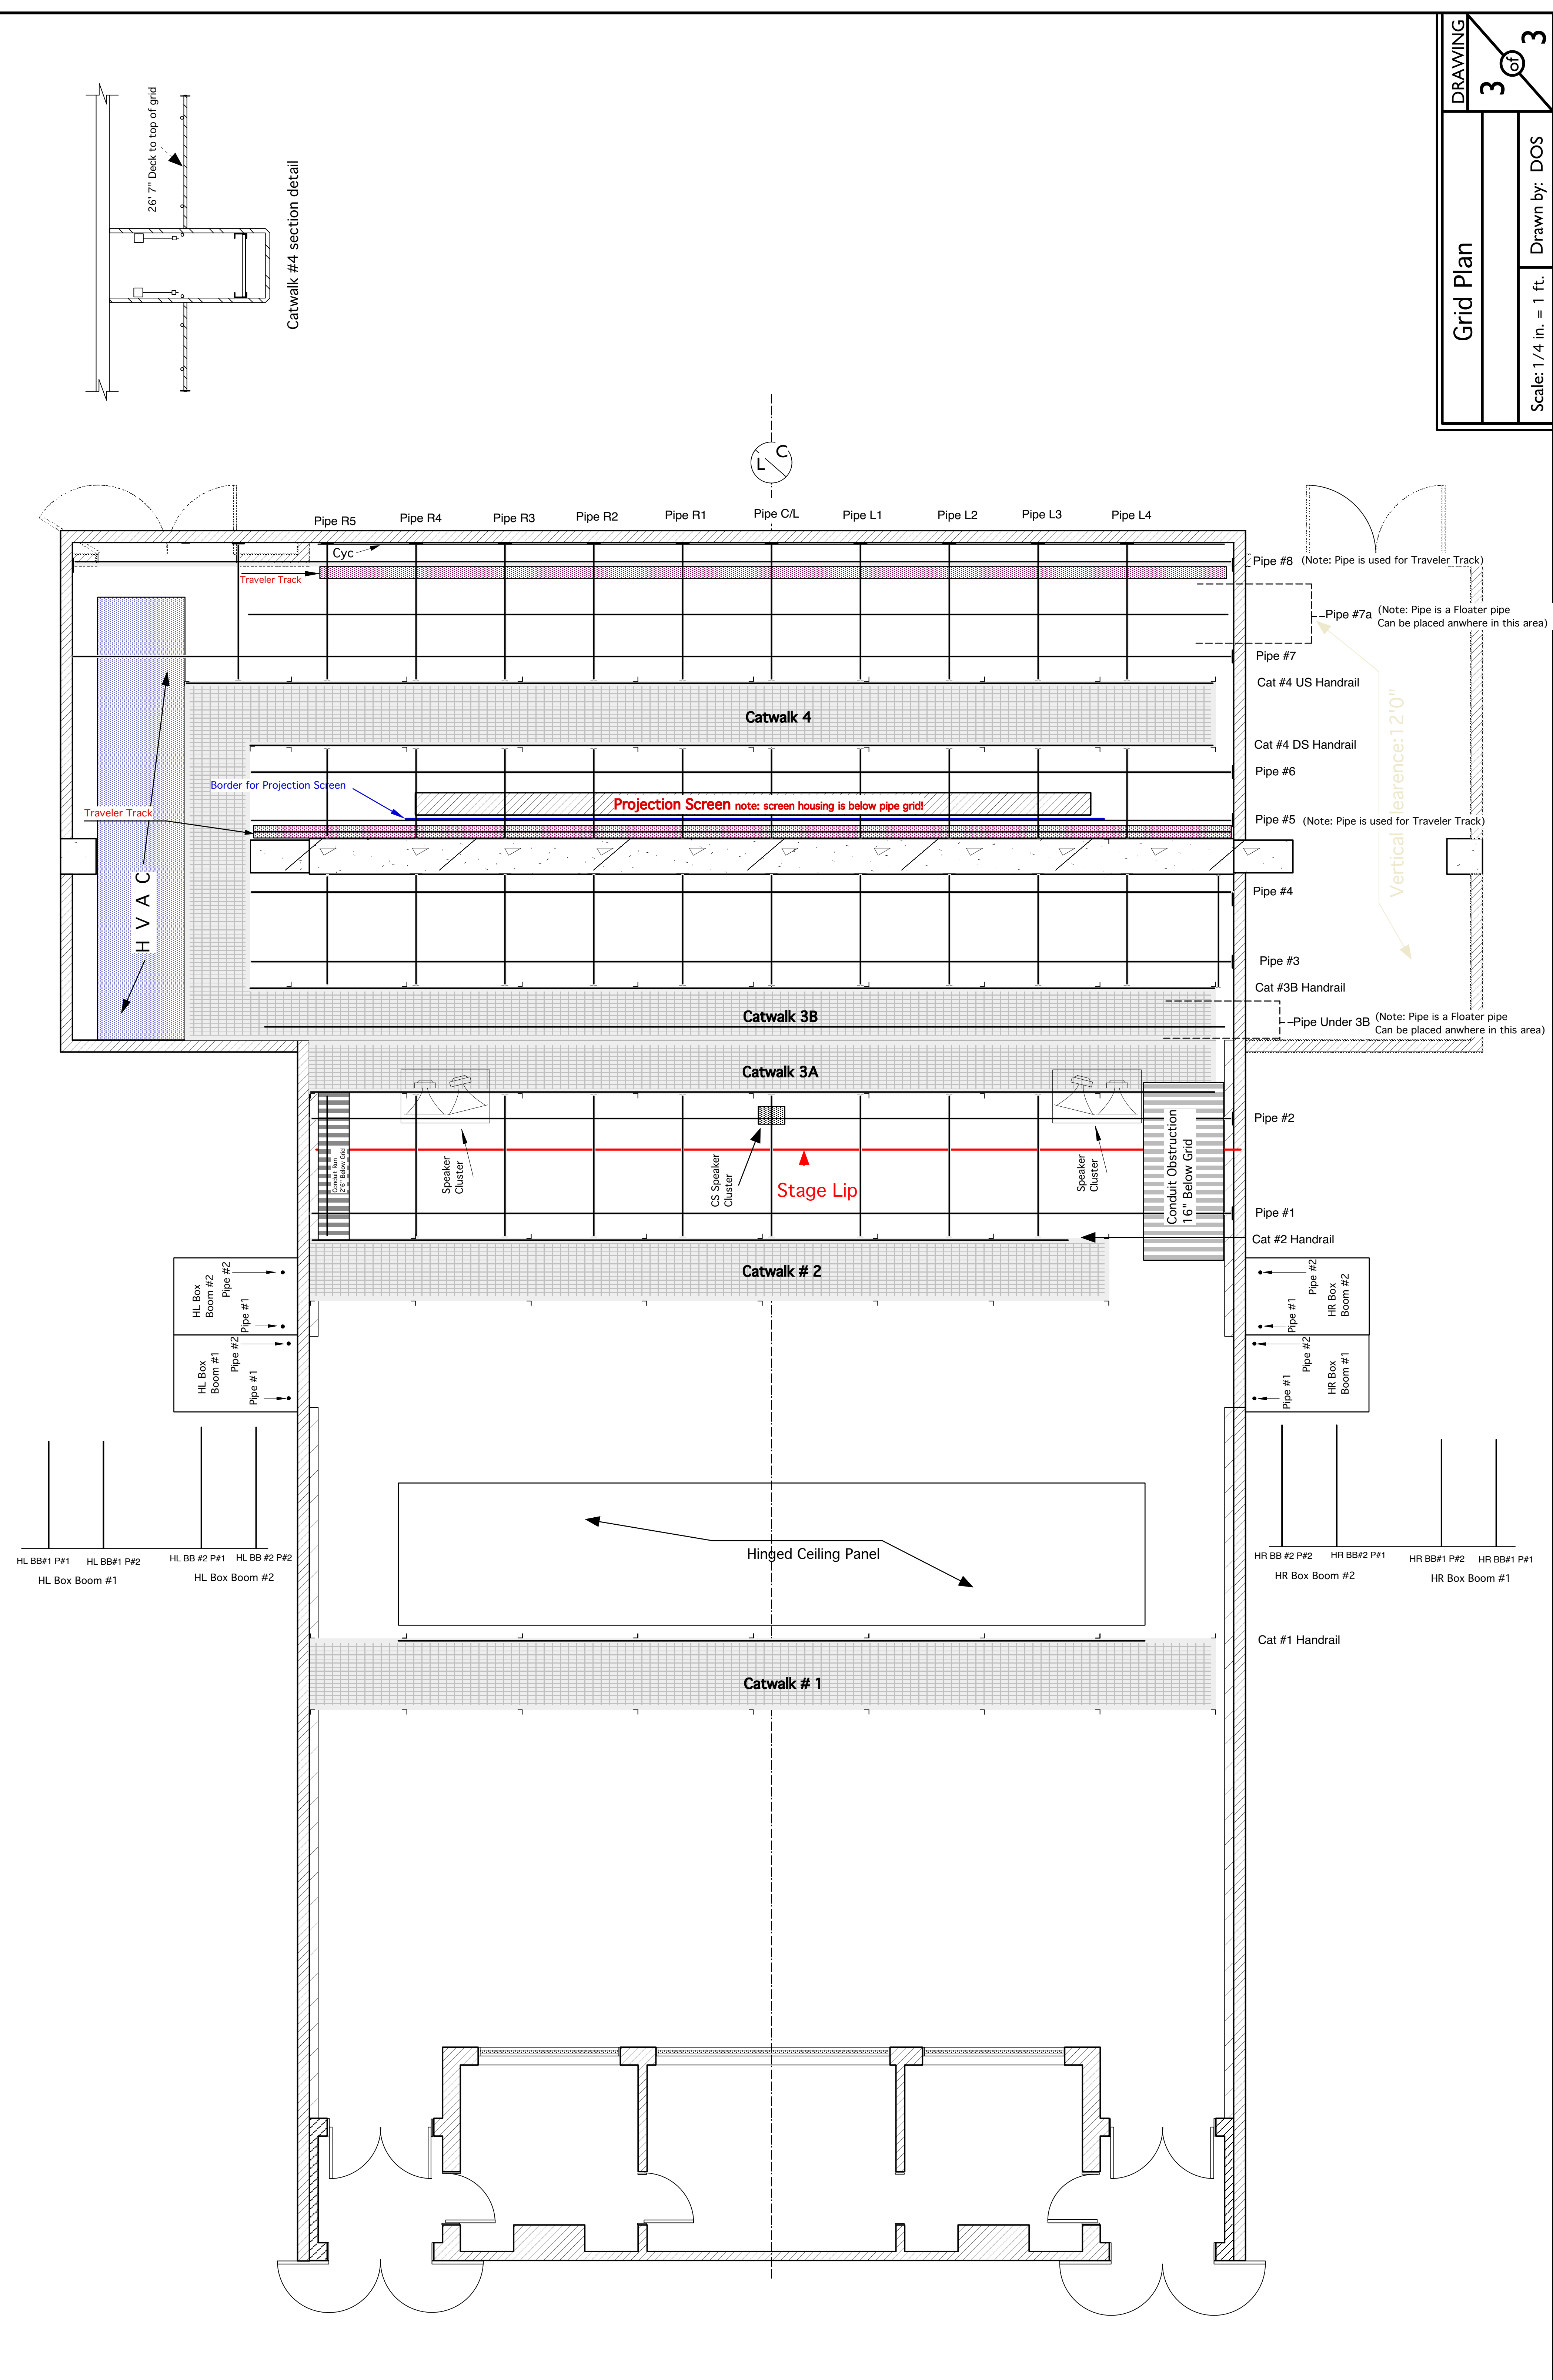 DRAWING
3 of 3
Grid Plan
Scale: 1/4 in. = 1 ft.
Drawn by: DOS
26' 7" Deck to top of grid
Catwalk #4 section detail
C
L
Pipe R5
Pipe R4
Pipe R3
Pipe R2
Pipe R1
Pipe C/L
Pipe L1
Pipe L2
Pipe L3
Pipe L4
Cyc
Traveler Track
Pipe #8 (Note: Pipe is used for Traveler Track)
Pipe #7a (Note: Pipe is a Floater pipe
Can be placed anwhere in this area)
Pipe #7
Cat #4 US Handrail
Catwalk 4
Cat #4 DS Handrail
Vertical Clearence:12'0"
Pipe #6
Border for Projection Screen
Projection Screen note: screen housing is below pipe grid!
Traveler Track
Pipe #5 (Note: Pipe is used for Traveler Track)
H V A C
Pipe #4
Pipe #3
Cat #3B Handrail
Catwalk 3B
Pipe Under 3B (Note: Pipe is a Floater pipe
Can be placed anwhere in this area)
Catwalk 3A
Pipe #2
Conduit Run
2'6" Below Grid
Speaker
Cluster
CS Speaker
Cluster
Stage Lip
Speaker
Cluster
Conduit Obstruction
16" Below Grid
Pipe #1
Cat #2 Handrail
Catwalk # 2
HL Box
Boom #2
Pipe #2
Pipe #1
HL Box
Boom #1
Pipe #2
Pipe #1
Pipe #2
Pipe #1
HR Box
Boom #2
Pipe #2
Pipe #1
HR Box
Boom #1
HL BB#1 P#1
HL BB#1 P#2
HL BB #2 P#1
HL BB #2 P#2
HL Box Boom #1
HL Box Boom #2
Hinged Ceiling Panel
HR BB #2 P#2
HR BB#2 P#1
HR BB#1 P#2
HR BB#1 P#1
HR Box Boom #2
HR Box Boom #1
Cat #1 Handrail
Catwalk # 1